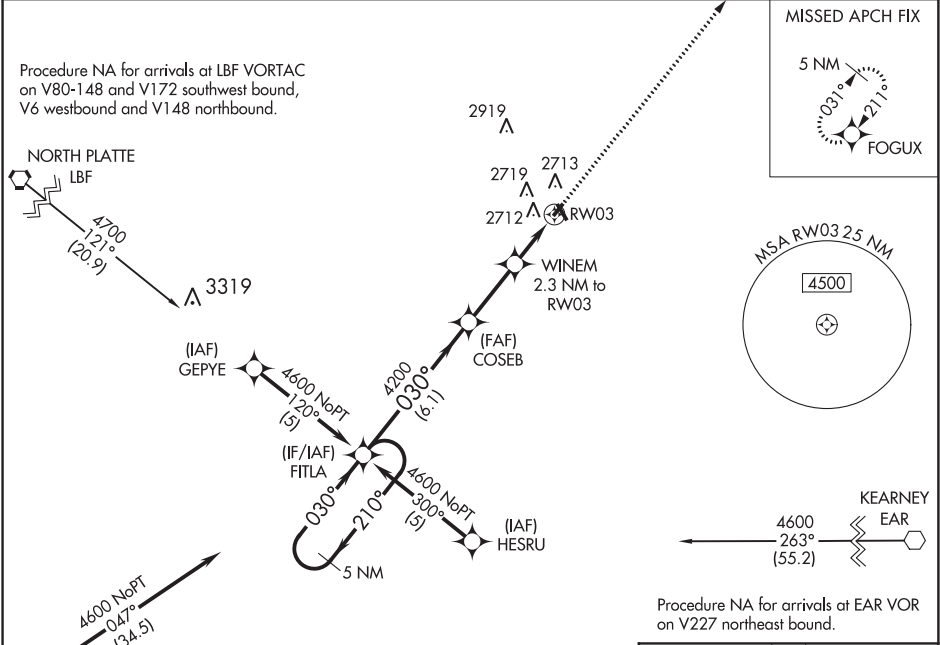 Procedure NA for arrivals at LBF VORTAC
on V80-148 and V172 southwest bound,
V6 westbound and V148 northbound.
MISSED APCH FIX
5 NM
031°
211°
FOGUX
NORTH PLATTE
LBF
4700
121°
(20.9)
3319
2919
2719
2713
2712
RW03
WINEM
2.3 NM to
RW03
(FAF)
COSEB
MSA RW03 25 NM
4500
(IAF)
GEPYE
4600 NoPT
120°
(5)
4200
030°
(6.1)
(IF/IAF)
FITLA
030°
210°
5 NM
4600 NoPT
300°
(5)
(IAF)
HESRU
KEARNEY
EAR
4600
263°
(55.2)
4600 NoPT
047°
(34.5)
Procedure NA for arrivals at EAR VOR
on V227 northeast bound.